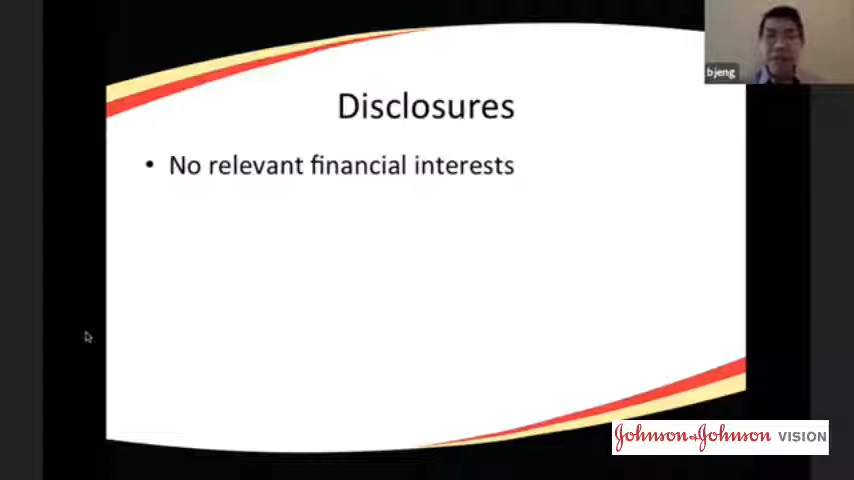 bjeng
Disclosures
• No relevant financial interests
Johnson & Johnson VISION